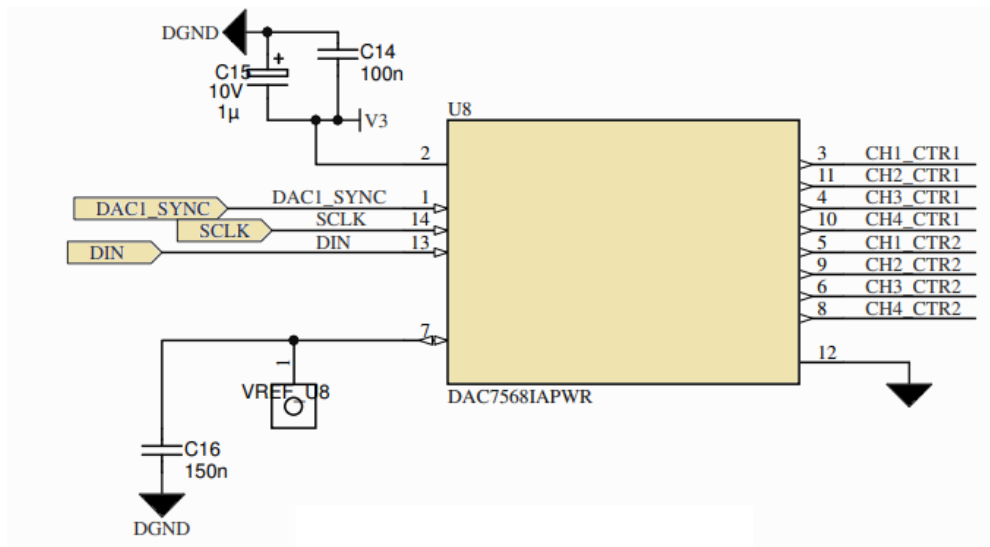 DGND
C14
100n
+
C15
10V
1µ
V3
U8
2
DAC1_SYNC
DAC1_SYNC
1
SCLK
SCLK
14
DIN
DIN
13
3 CH1_CTR1
11 CH2_CTR1
4 CH3_CTR1
10 CH4_CTR1
5 CH1_CTR2
9 CH2_CTR2
6 CH3_CTR2
8 CH4_CTR2
7
12
1
VREF_U8
DAC7568IAPWR
C16
150n
DGND